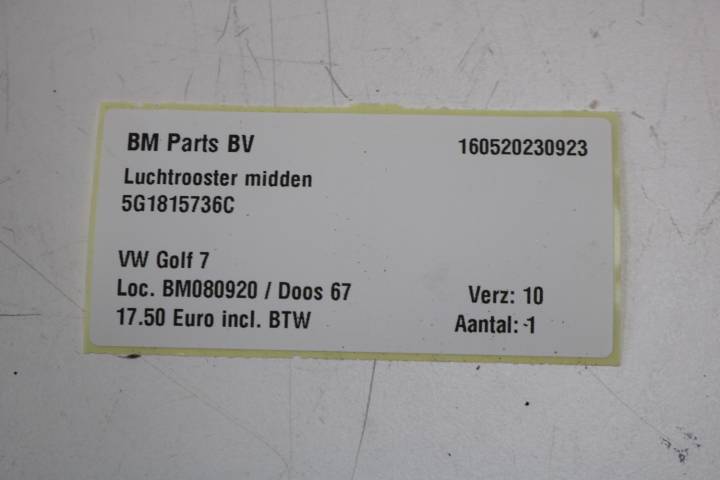 BM Parts BV 160520230923
Luchtrooster midden
5G1815736C
VW Golf 7
Loc. BM080920 / Doos 67 Verz: 10
17.50 Euro incl. BTW Aantal: 1